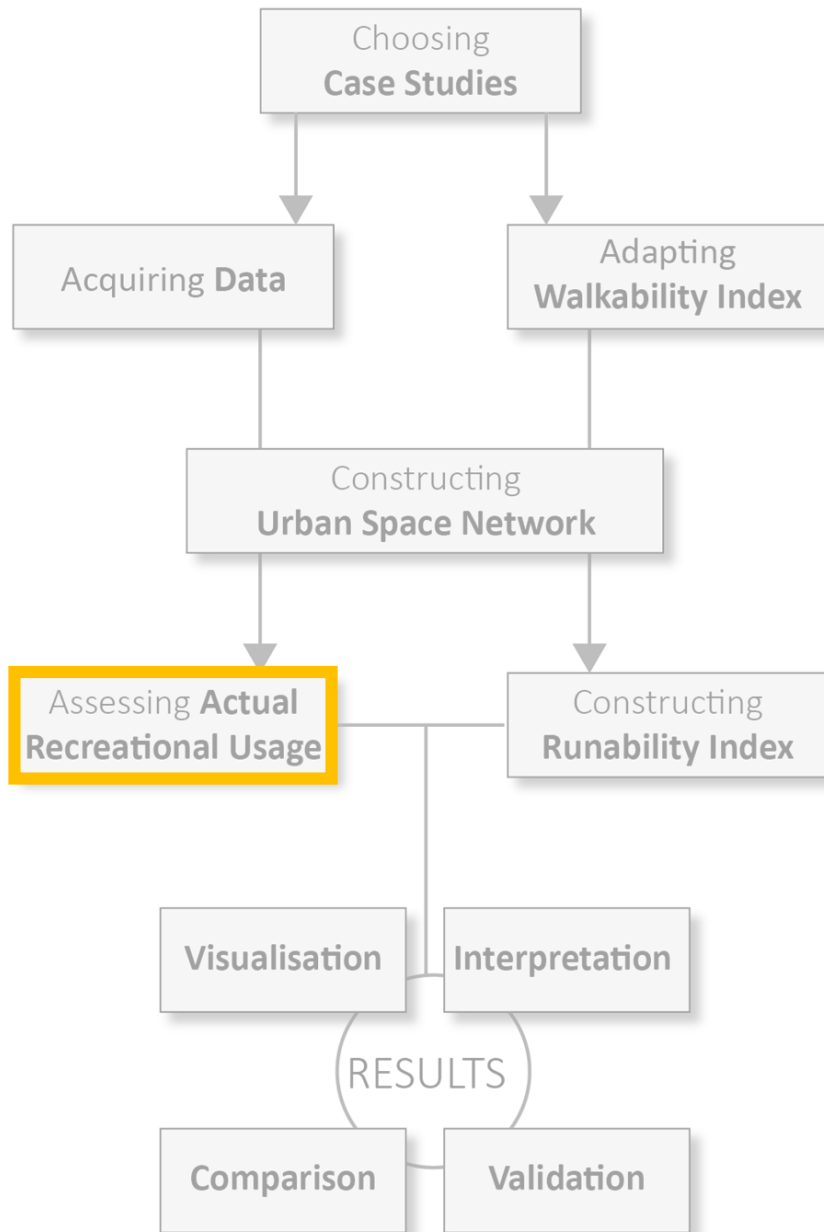 Choosing
Case Studies
Acquiring Data
Adapting
Walkability Index
Constructing
Urban Space Network
Assessing Actual
Recreational Usage
Constructing
Runability Index
Visualisation
Interpretation
RESULTS
Comparison
Validation